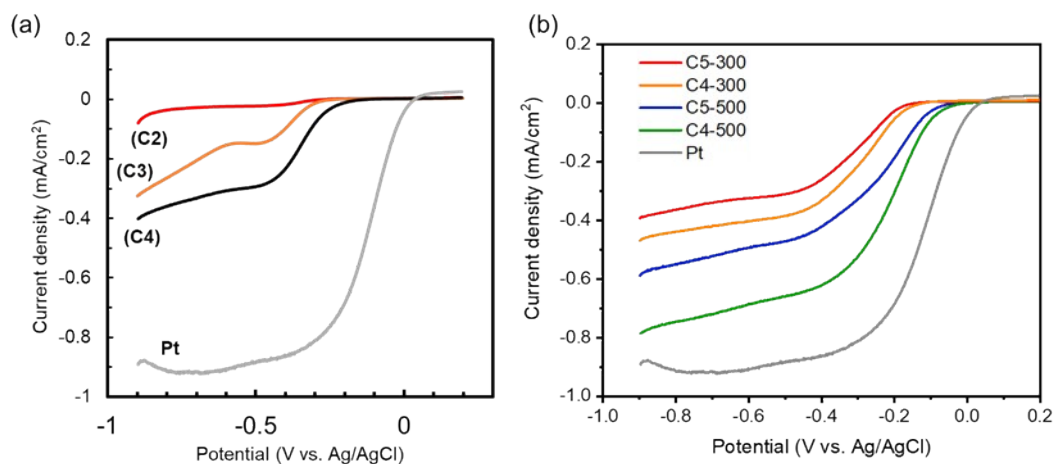 (a)
0.2
0
-0.2
-0.4
-0.6
-0.8
-1
(C2)
(C3)
(C4)
Pt
-1
-0.5
0
Current density (mA/cm²)
Potential (V vs. Ag/AgCl)
(b)
0.2
0.0
-0.2
-0.4
-0.6
-0.8
-1.0
C5-300
C4-300
C5-500
C4-500
Pt
-1.0
-0.8
-0.6
-0.4
-0.2
0.0
0.2
Current density (mA/cm²)
Potential (V vs. Ag/AgCl)